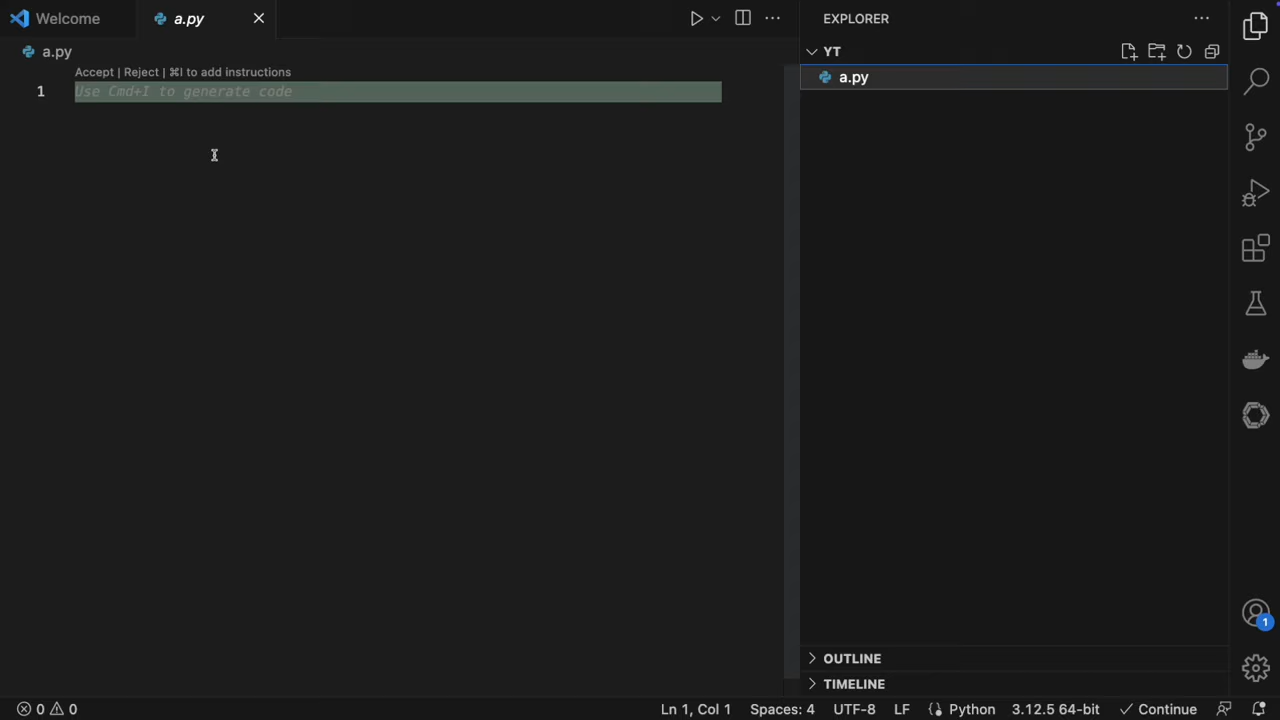 Welcome
a.py
a.py
Accept | Reject | ⌘I to add instructions
1
Use Cmd+I to generate code
EXPLORER
YT
a.py
OUTLINE
TIMELINE
1
0 0
Ln 1, Col 1 Spaces: 4 UTF-8 LF Python 3.12.5 64-bit Continue